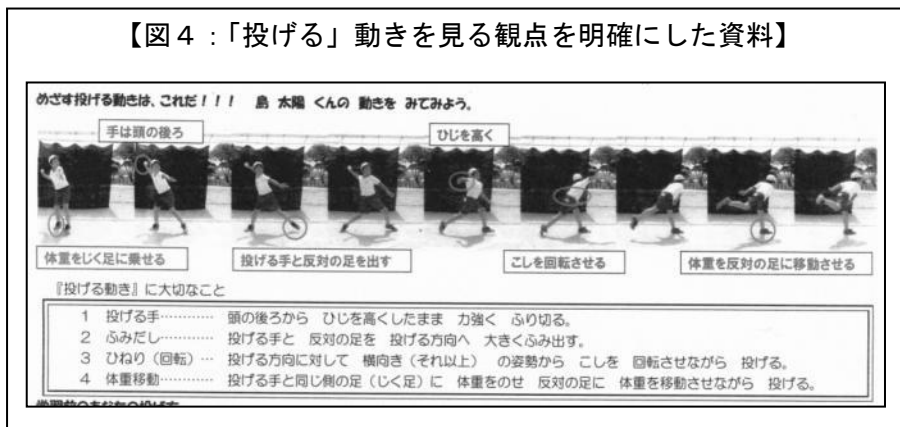 【図４：「投げる」動きを見る観点を明確にした資料】
めざす投げる動きは、これだ！！！　島 太陽 くんの 動きを みてみよう。
手は頭の後ろ
ひじを高く
体重をじく足に乗せる
投げる手と反対の足を出す
こしを回転させる
体重を反対の足に移動させる
『投げる動き』に大切なこと
1　投げる手…………　頭の後ろから　ひじを高くしたまま　力強く　ふり切る。
2　ふみだし…………　投げる手と　反対の足を　投げる方向へ　大きくふみ出す。
3　ひねり（回転）…　投げる方向に対して　横向き（それ以上）　の姿勢から　こしを　回転させながら　投げる。
4　体重移動…………　投げる手と同じ側の足（じく足）に　体重をのせ　反対の足に　体重を移動させながら　投げる。